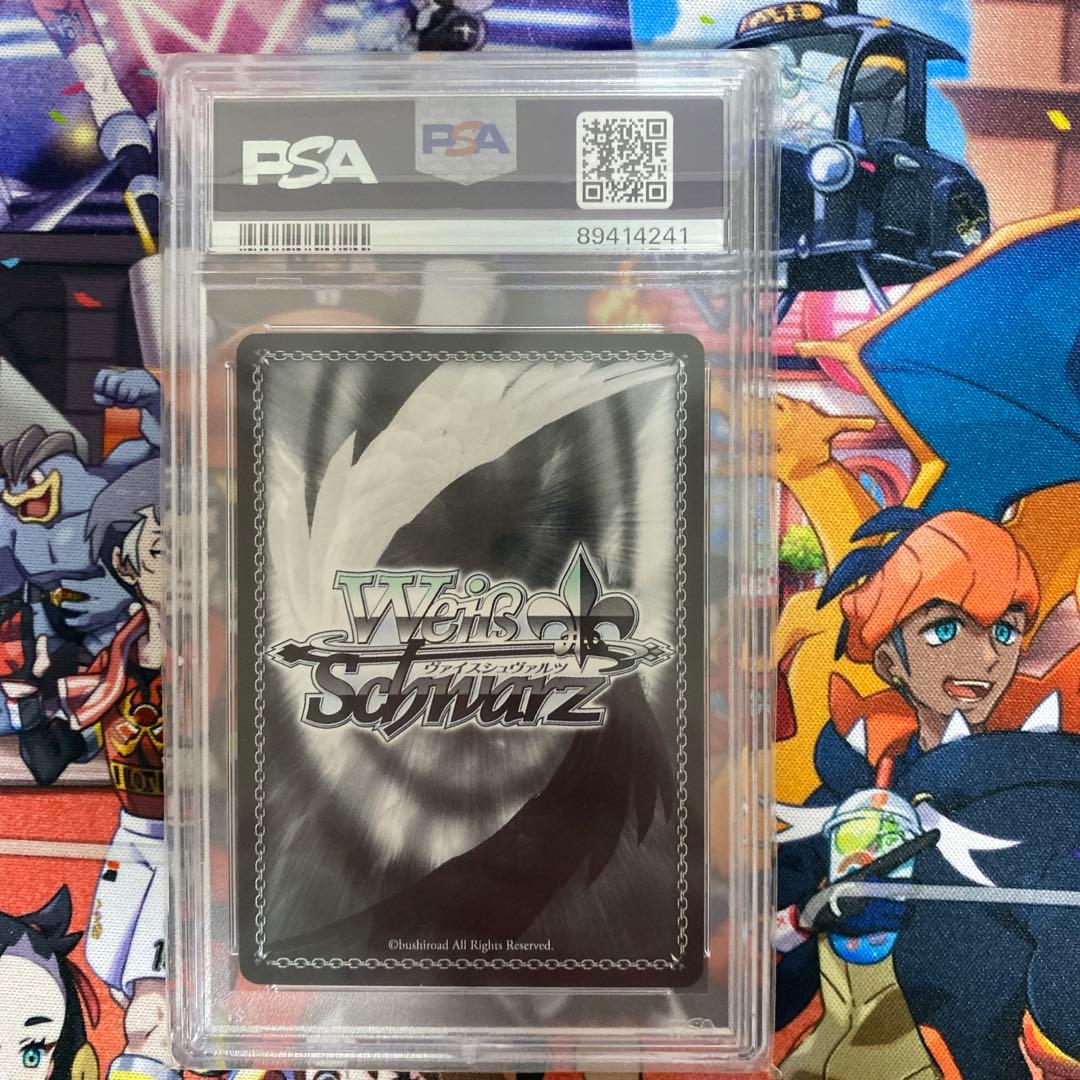 PSA
PSA
89414241
Weiß
ヴァイスシュヴァルツ
Schwarz
©bushiroad All Rights Reserved.